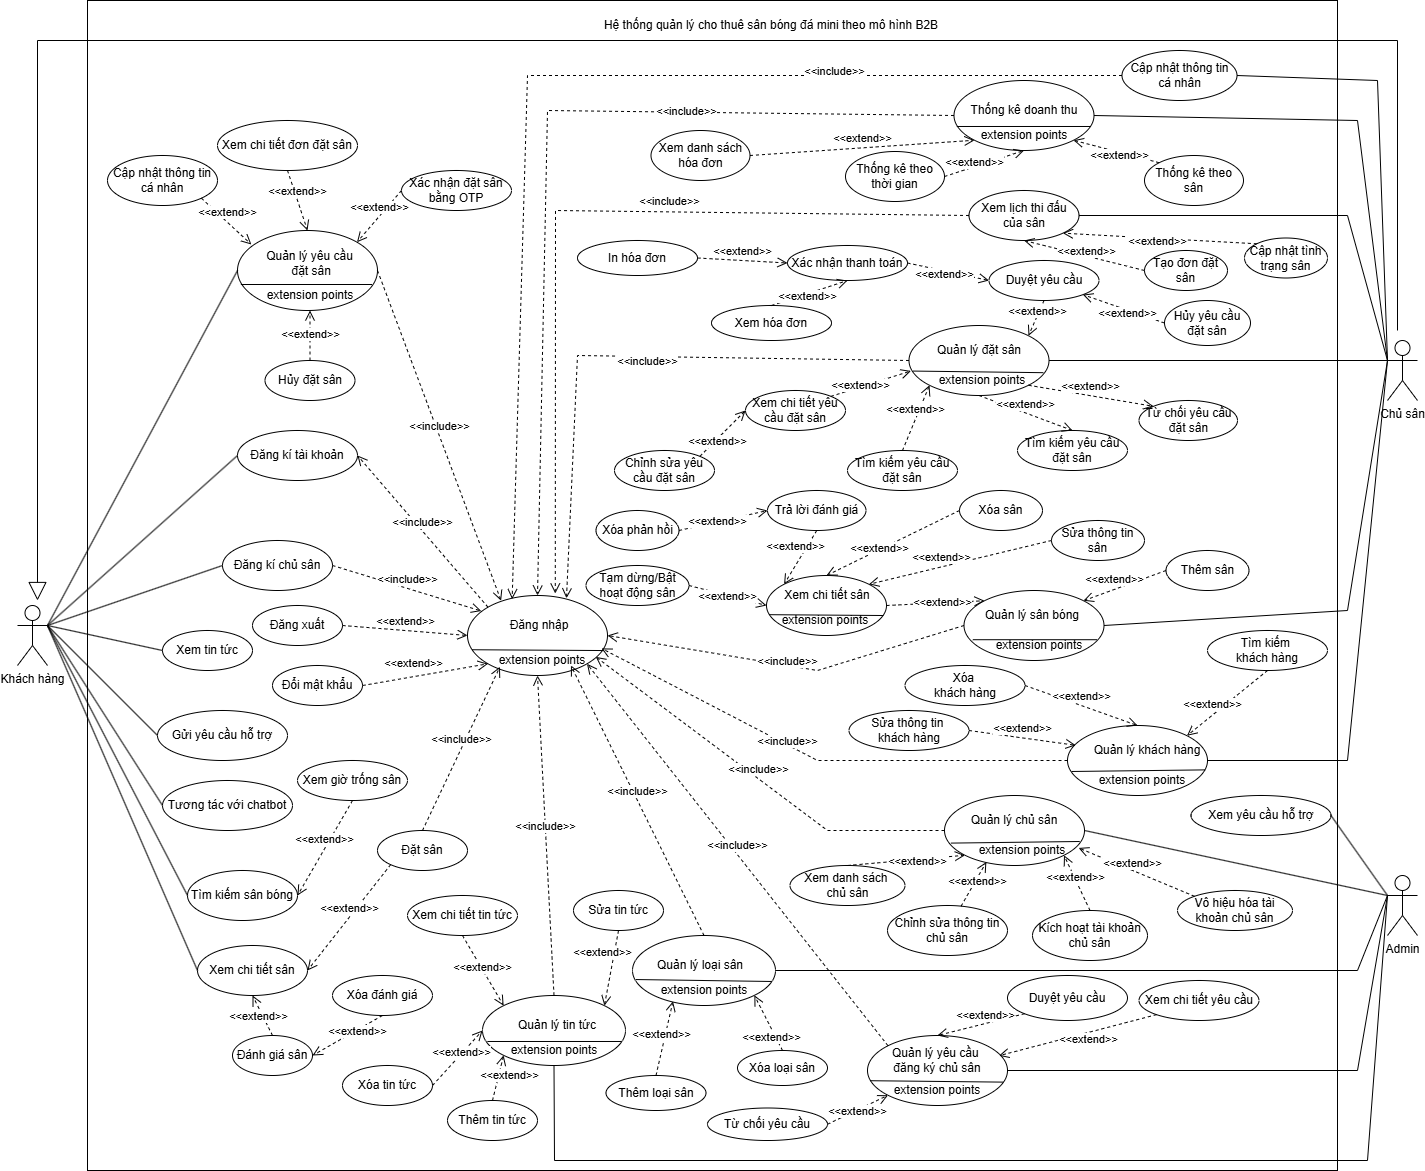 Hệ thống quản lý cho thuê sân bóng đá mini theo mô hình B2B
Cập nhật thông tin
cá nhân
<<include>>
Thống kê doanh thu
extension points
<<include>>
Xem danh sách
hóa đơn
<<extend>>
Thống kê theo
thời gian
<<extend>>
<<extend>>
Thống kê theo
sân
Xem chi tiết đơn đặt sân
Cập nhật thông tin
cá nhân
<<extend>>
<<extend>>
Xác nhận đặt sân
bằng OTP
<<extend>>
Quản lý yêu cầu
đặt sân
extension points
<<extend>>
Hủy đặt sân
<<include>>
Xem lịch thi đấu
của sân
<<extend>>
Cập nhật tình
trạng sân
<<extend>>
Tạo đơn đặt
sân
In hóa đơn
<<extend>>
Xác nhận thanh toán
<<extend>>
Duyệt yêu cầu
<<extend>>
Xem hóa đơn
<<extend>>
<<extend>>
Hủy yêu cầu
đặt sân
Quản lý đặt sân
extension points
<<include>>
<<extend>>
Xem chi tiết yêu
cầu đặt sân
<<extend>>
Chỉnh sửa yêu
cầu đặt sân
<<extend>>
Tìm kiếm yêu cầu
đặt sân
<<extend>>
Tìm kiếm yêu cầu
đặt sân
<<extend>>
Từ chối yêu cầu
đặt sân
Chủ sân
<<include>>
Đăng kí tài khoản
<<include>>
Đăng kí chủ sân
<<include>>
Đăng xuất
<<extend>>
Đăng nhập
extension points
Xem tin tức
<<extend>>
Đổi mật khẩu
Khách hàng
Trả lời đánh giá
Xóa phản hồi
<<extend>>
<<extend>>
Xóa sân
<<extend>>
Sửa thông tin
sân
<<extend>>
Tạm dừng/Bật
hoạt động sân
<<extend>>
Xem chi tiết sân
extension points
<<extend>>
Thêm sân
<<extend>>
Quản lý sân bóng
extension points
<<include>>
Tìm kiếm
khách hàng
<<extend>>
Xóa
khách hàng
<<extend>>
Sửa thông tin
khách hàng
<<extend>>
Quản lý khách hàng
extension points
<<include>>
Gửi yêu cầu hỗ trợ
<<include>>
<<include>>
Xem giờ trống sân
<<include>>
Tương tác với chatbot
<<extend>>
Đặt sân
<<include>>
<<include>>
Quản lý chủ sân
extension points
Xem yêu cầu hỗ trợ
<<extend>>
Xem danh sách
chủ sân
<<extend>>
Chỉnh sửa thông tin
chủ sân
<<extend>>
Kích hoạt tài khoản
chủ sân
<<extend>>
Vô hiệu hóa tài
khoản chủ sân
Admin
Tìm kiếm sân bóng
<<extend>>
Xem chi tiết sân
<<extend>>
Đánh giá sân
Xóa đánh giá
<<extend>>
Xem chi tiết tin tức
<<extend>>
Sửa tin tức
<<extend>>
Quản lý tin tức
extension points
<<extend>>
Xóa tin tức
<<extend>>
Thêm tin tức
Quản lý loại sân
extension points
<<extend>>
Thêm loại sân
<<extend>>
Xóa loại sân
Duyệt yêu cầu
<<extend>>
Xem chi tiết yêu cầu
<<extend>>
Quản lý yêu cầu
đăng ký chủ sân
extension points
<<extend>>
Từ chối yêu cầu